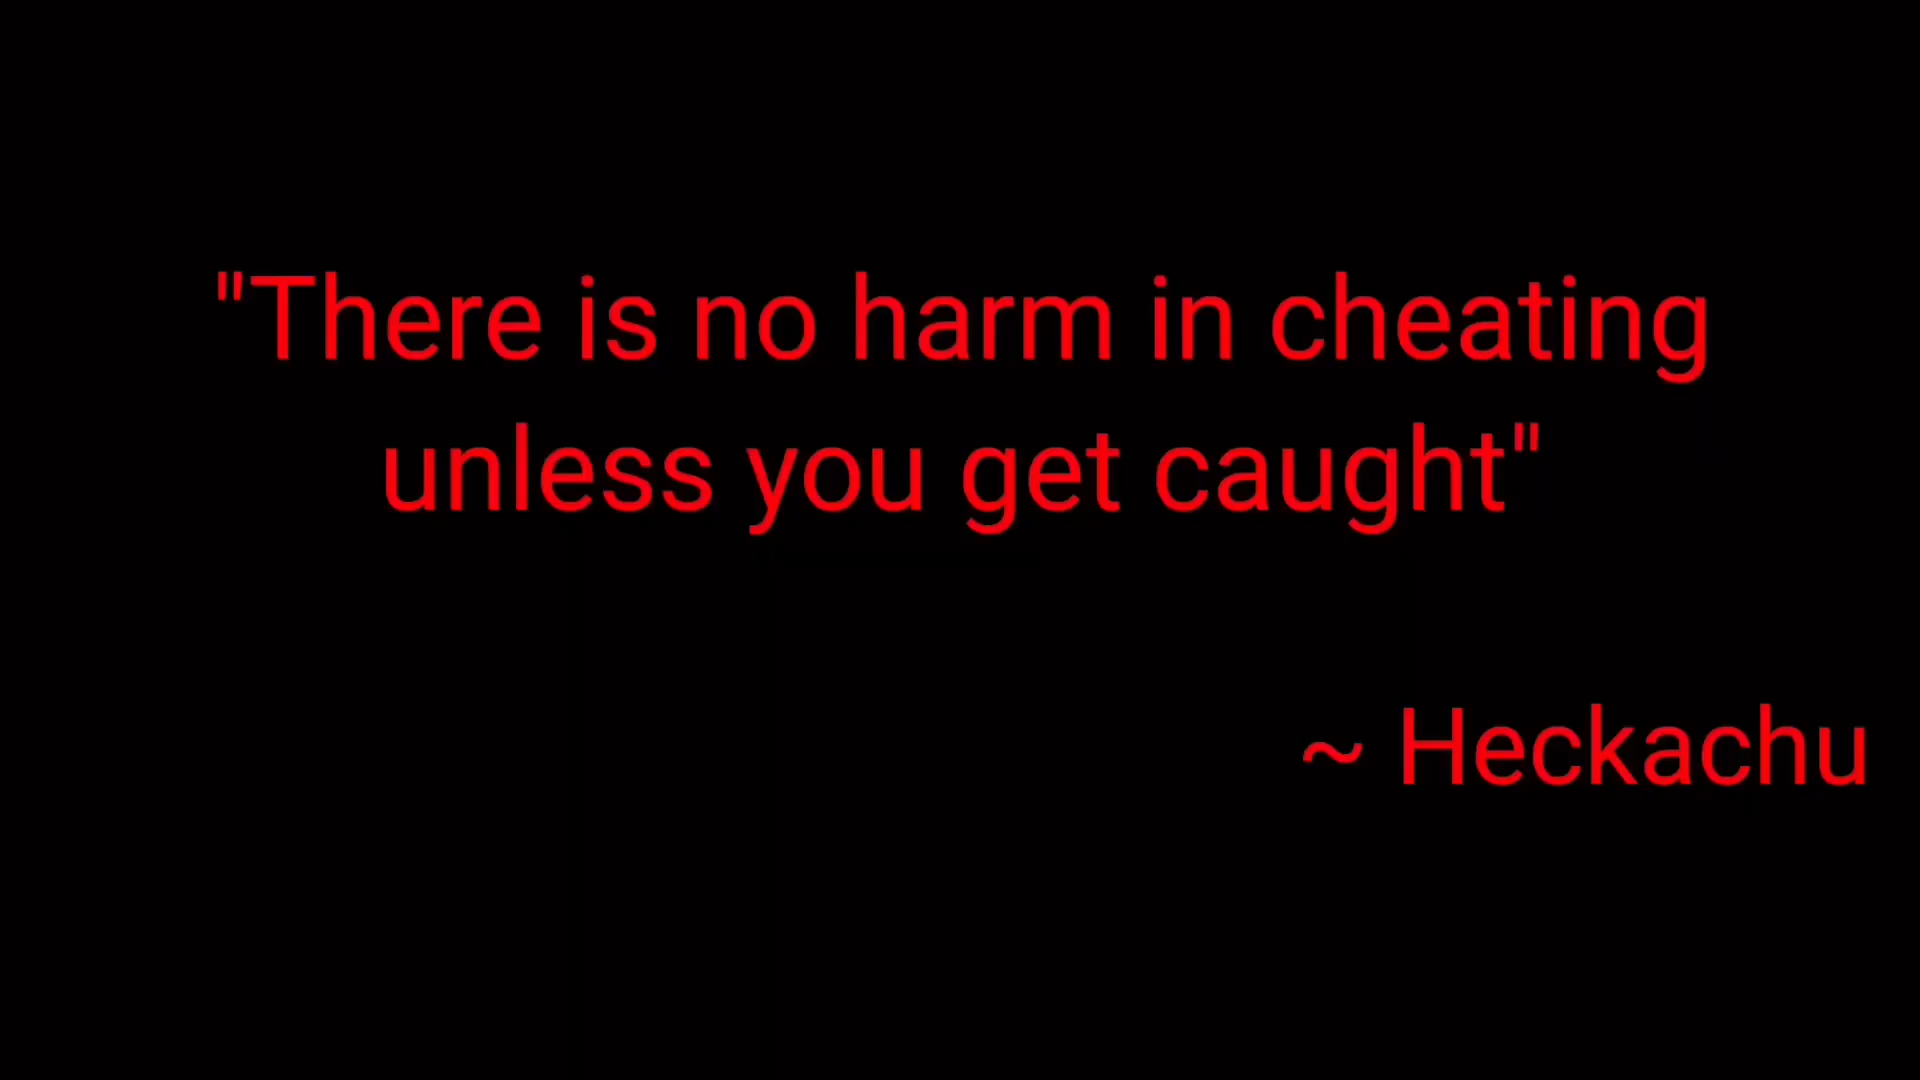 "There is no harm in cheating
unless you get caught"
~ Heckachu